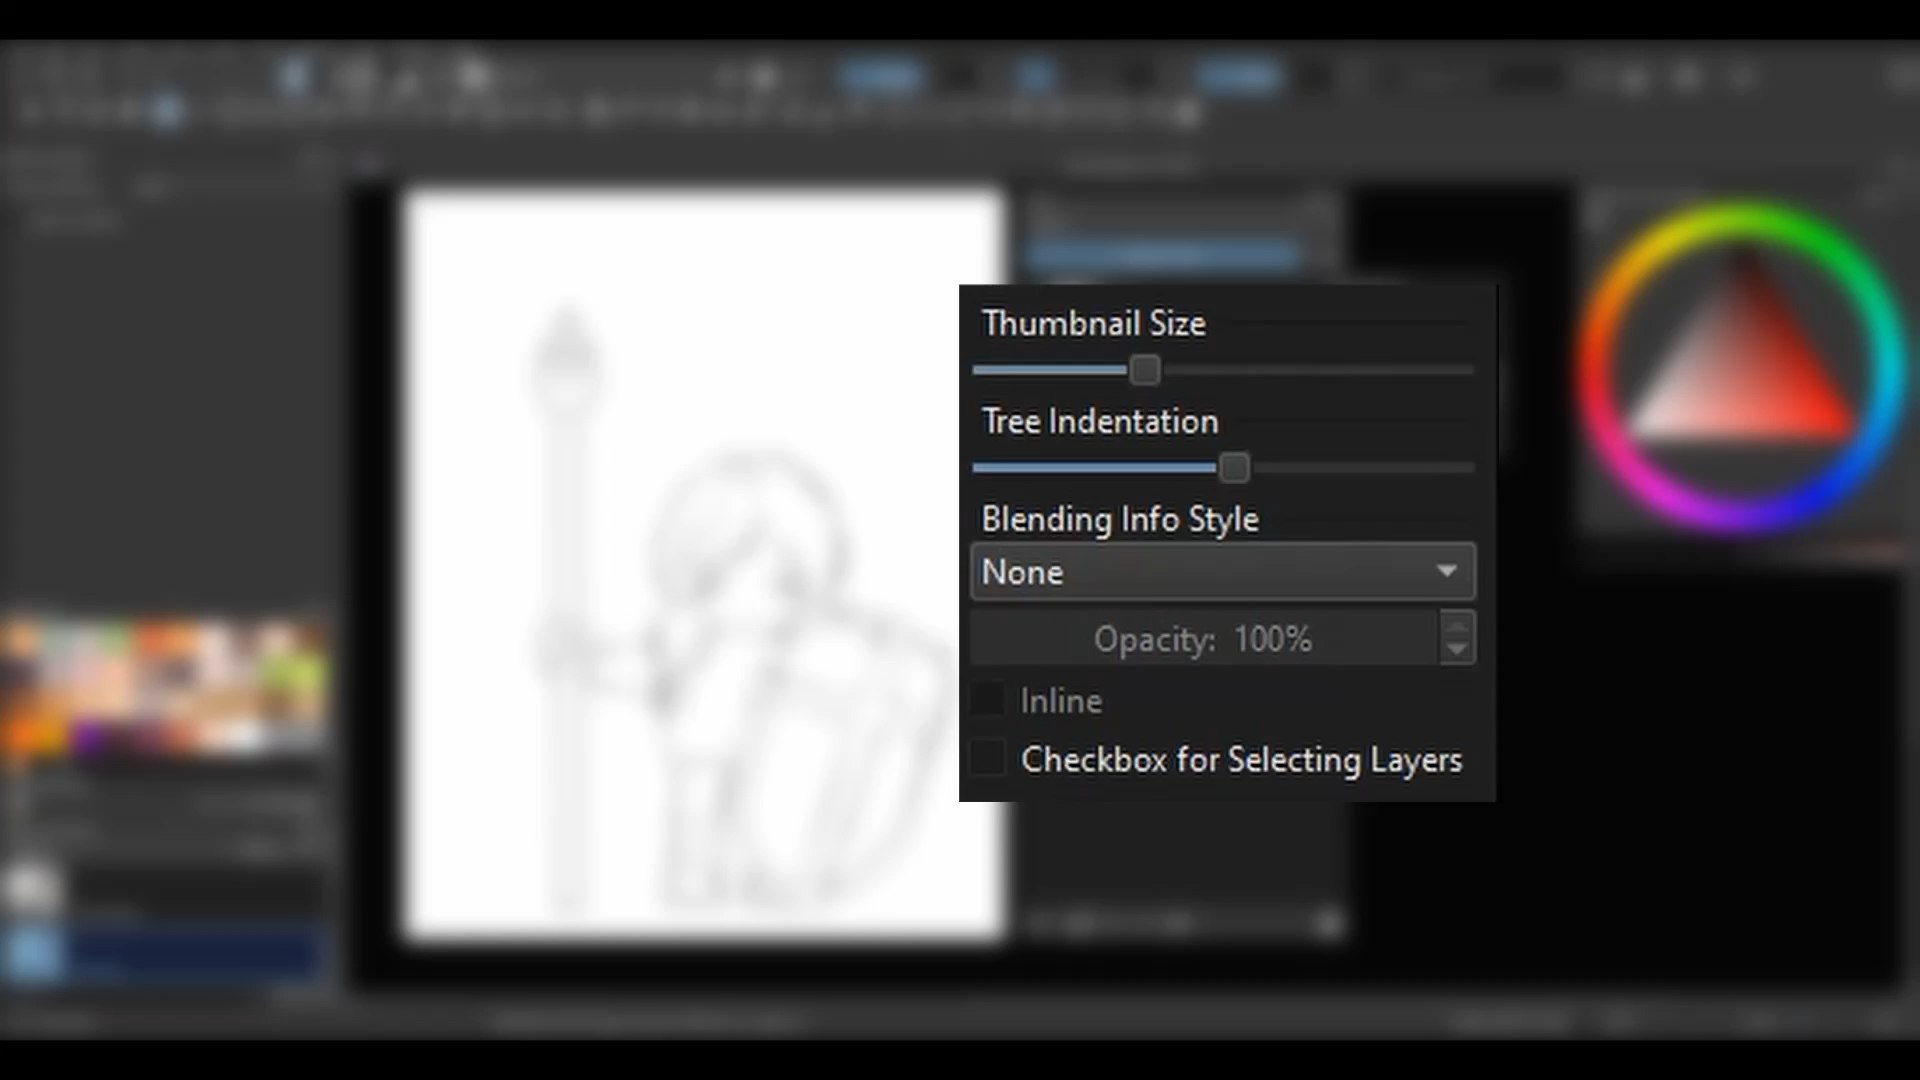 Thumbnail Size
Tree Indentation
Blending Info Style
None
Opacity: 100%
Inline
Checkbox for Selecting Layers